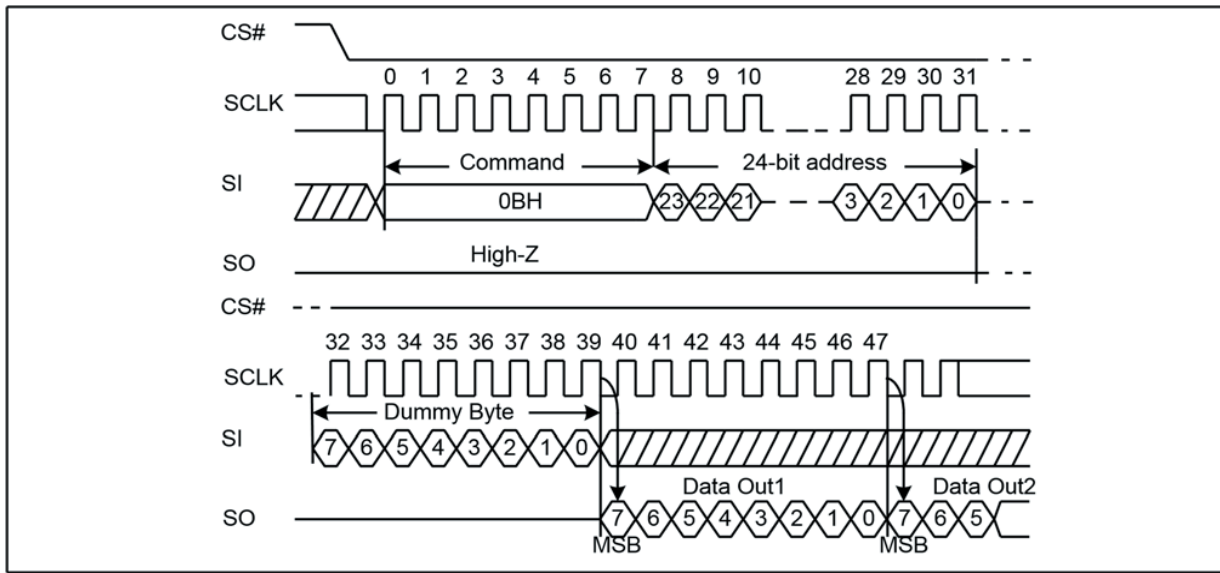 CS#
0 1 2 3 4 5 6 7 8 9 10 28 29 30 31
SCLK
Command 24-bit address
SI
0BH 23 22 21 3 2 1 0
High-Z
SO
CS#
32 33 34 35 36 37 38 39 40 41 42 43 44 45 46 47
SCLK
Dummy Byte
SI
7 6 5 4 3 2 1 0
Data Out1 Data Out2
SO
7 6 5 4 3 2 1 0 7 6 5
MSB MSB